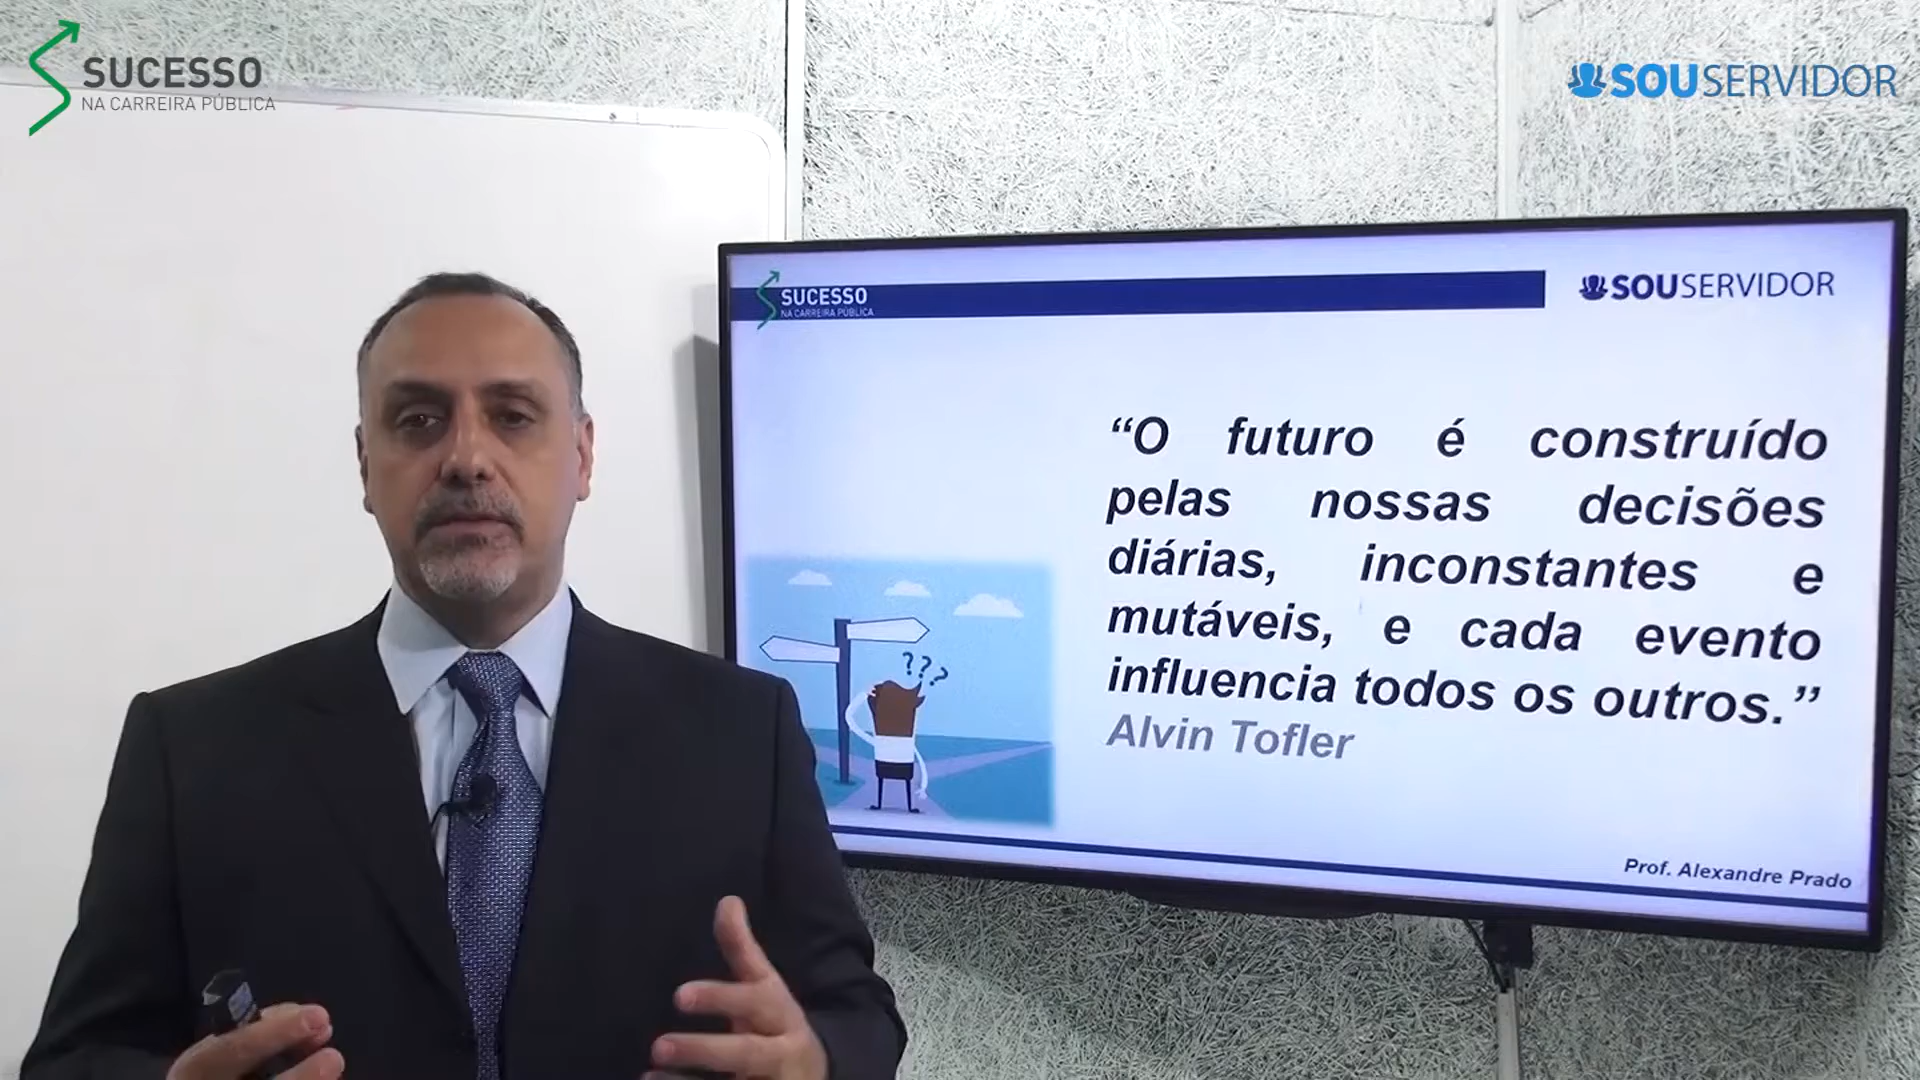 SUCESSO
NA CARREIRA PÚBLICA
SOUSERVIDOR
SUCESSO
NA CARREIRA PÚBLICA
SOUSERVIDOR
“O futuro é construído
pelas nossas decisões
diárias, inconstantes e
mutáveis, e cada evento
influencia todos os outros.”
Alvin Tofler
???
Prof. Alexandre Prado